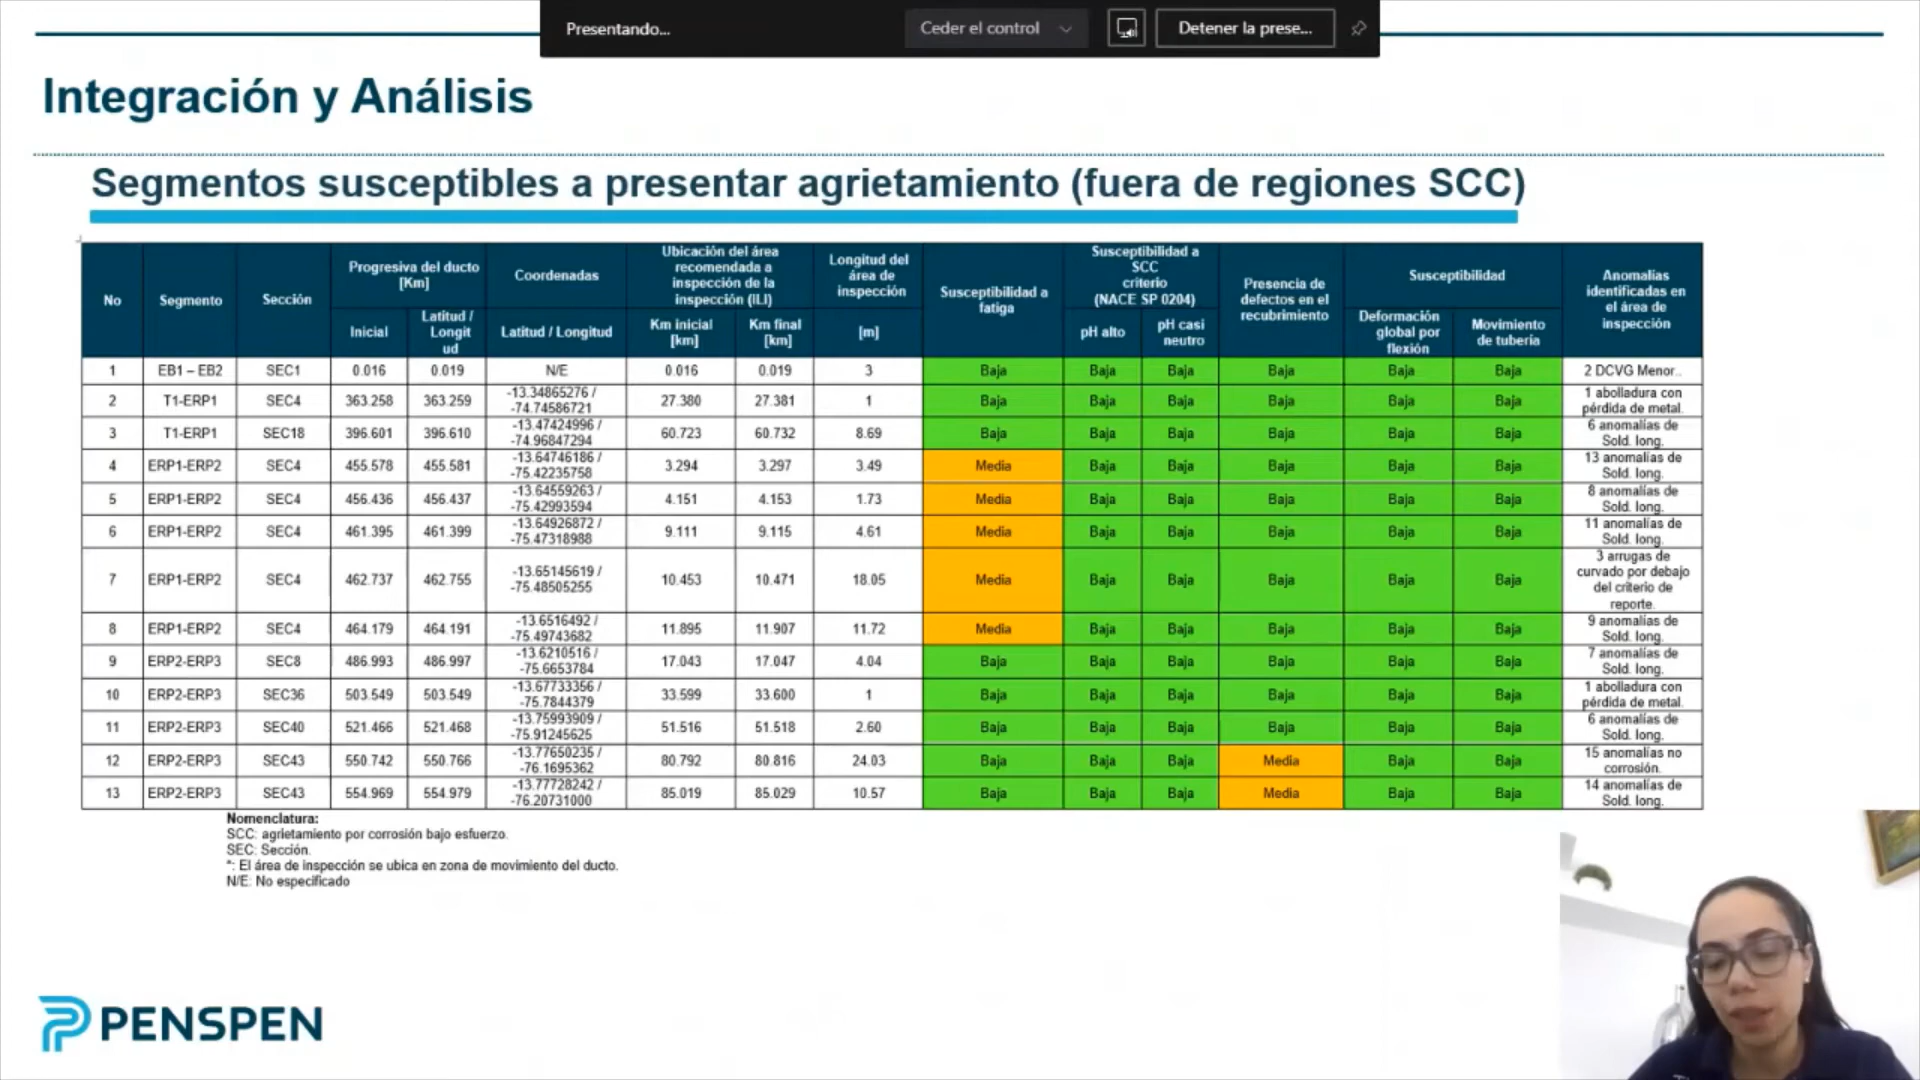 Presentando...
Ceder el control
Detener la prese...
Integración y Análisis
Segmentos susceptibles a presentar agrietamiento (fuera de regiones SCC)
No Segmento Sección Progresiva del ducto [Km] Coordenadas Ubicación del área recomendada a inspección de la inspección (ILI) Longitud del área de inspección Susceptibilidad a fatiga Susceptibilidad a SCC criterio (NACE SP 0204) Presencia de defectos en el recubrimiento Susceptibilidad Anomalías identificadas en el área de inspección
Inicial Latitud / Longit ud Latitud / Longitud Km inicial [km] Km final [km] [m] pH alto pH casi neutro Deformación global por flexión Movimiento de tubería
1 EB1 – EB2 SEC1 0.016 0.019 N/E 0.016 0.019 3 Baja Baja Baja Baja Baja Baja 2 DCVG Menor..
2 T1-ERP1 SEC4 363.258 363.259 -13.34865276 / -74.74586721 27.380 27.381 1 Baja Baja Baja Baja Baja Baja 1 abolladura con pérdida de metal.
3 T1-ERP1 SEC18 396.601 396.610 -13.47424996 / -74.96847294 60.723 60.732 8.69 Baja Baja Baja Baja Baja Baja 6 anomalías de Sold. long.
4 ERP1-ERP2 SEC4 455.578 455.581 -13.64746186 / -75.42235758 3.294 3.297 3.49 Media Baja Baja Baja Baja Baja 13 anomalías de Sold. long.
5 ERP1-ERP2 SEC4 456.436 456.437 -13.64559263 / -75.42993594 4.151 4.153 1.73 Media Baja Baja Baja Baja Baja 8 anomalías de Sold. long.
6 ERP1-ERP2 SEC4 461.395 461.399 -13.64926872 / -75.47318988 9.111 9.115 4.61 Media Baja Baja Baja Baja Baja 11 anomalías de Sold. long.
7 ERP1-ERP2 SEC4 462.737 462.755 -13.65145619 / -75.48505255 10.453 10.471 18.05 Media Baja Baja Baja Baja Baja 3 arrugas de curvado por debajo del criterio de reporte.
8 ERP1-ERP2 SEC4 464.179 464.191 -13.6516492 / -75.49743682 11.895 11.907 11.72 Media Baja Baja Baja Baja Baja 9 anomalías de Sold. long.
9 ERP2-ERP3 SEC8 486.993 486.997 -13.6210516 / -75.6653784 17.043 17.047 4.04 Baja Baja Baja Baja Baja Baja 7 anomalías de Sold. long.
10 ERP2-ERP3 SEC36 503.549 503.549 -13.67733356 / -75.7844379 33.599 33.600 1 Baja Baja Baja Baja Baja Baja 1 abolladura con pérdida de metal.
11 ERP2-ERP3 SEC40 521.466 521.468 -13.75993909 / -75.91245625 51.516 51.518 2.60 Baja Baja Baja Baja Baja Baja 6 anomalías de Sold. long.
12 ERP2-ERP3 SEC43 550.742 550.766 -13.77650235 / -76.1695362 80.792 80.816 24.03 Baja Baja Baja Media Baja Baja 15 anomalías no corrosión.
13 ERP2-ERP3 SEC43 554.969 554.979 -13.77728242 / -76.20731000 85.019 85.029 10.57 Baja Baja Baja Media Baja Baja 14 anomalías de Sold. long.
Nomenclatura:
SCC: agrietamiento por corrosión bajo esfuerzo.
SEC: Sección.
*: El área de inspección se ubica en zona de movimiento del ducto.
N/E: No especificado
PENSPEN